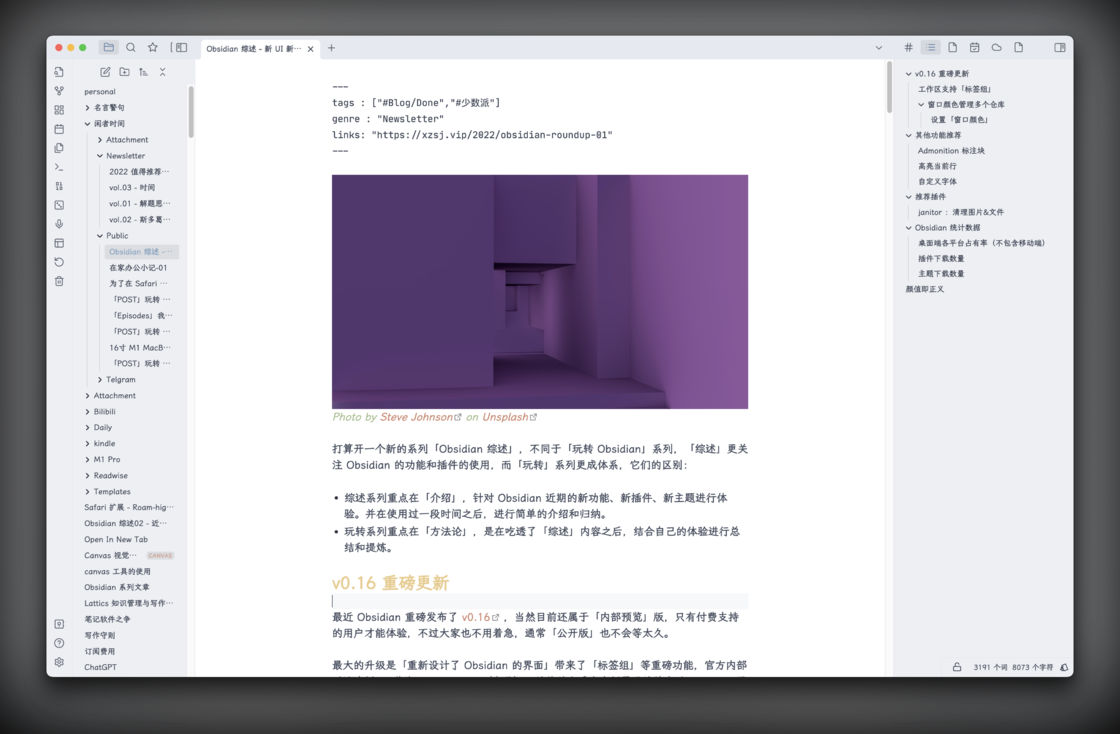 Obsidian 综述 - 新 UI 新…
personal
名言警句
阅者时间
Attachment
Newsletter
2022 值得推荐…
vol.03 - 时间
vol.01 - 解题思…
vol.02 - 斯多葛…
Public
Obsidian 综述 -…
在家办公小记-01
为了在 Safari …
「POST」玩转 …
「Episodes」我…
「POST」玩转 …
16寸 M1 MacB…
「POST」玩转 …
Telgram
Attachment
Bilibili
Daily
kindle
M1 Pro
Readwise
Templates
Safari 扩展 - Roam-hig…
Obsidian 综述02 - 近…
Open In New Tab
Canvas 视觉… CANVAS
canvas 工具的使用
Obsidian 系列文章
Lattics 知识管理与写作…
笔记软件之争
写作守则
订阅费用
ChatGPT
---
tags : ["#Blog/Done","#少数派"]
genre : "Newsletter"
links: "https://xzsj.vip/2022/obsidian-roundup-01"
---
Photo by Steve Johnson on Unsplash
打算开一个新的系列「Obsidian 综述」，不同于「玩转 Obsidian」系列，「综述」更关
注 Obsidian 的功能和插件的使用，而「玩转」系列更成体系，它们的区别：
• 综述系列重点在「介绍」，针对 Obsidian 近期的新功能、新插件、新主题进行体
验。并在使用过一段时间之后，进行简单的介绍和归纳。
• 玩转系列重点在「方法论」，是在吃透了「综述」内容之后，结合自己的体验进行总
结和提炼。
v0.16 重磅更新
最近 Obsidian 重磅发布了 v0.16，当然目前还属于「内部预览」版，只有付费支持
的用户才能体验，不过大家也不用着急，通常「公开版」也不会等太久。
最大的升级是「重新设计了 Obsidian 的界面」带来了「标签组」等重磅功能，官方内部
v0.16 重磅更新
工作区支持「标签组」
窗口颜色管理多个仓库
设置「窗口颜色」
其他功能推荐
Admonition 标注块
高亮当前行
自定义字体
推荐插件
janitor： 清理图片&文件
Obsidian 统计数据
桌面端各平台占有率（不包含移动端）
插件下载数量
主题下载数量
颜值即正义
3191 个词 8073 个字符